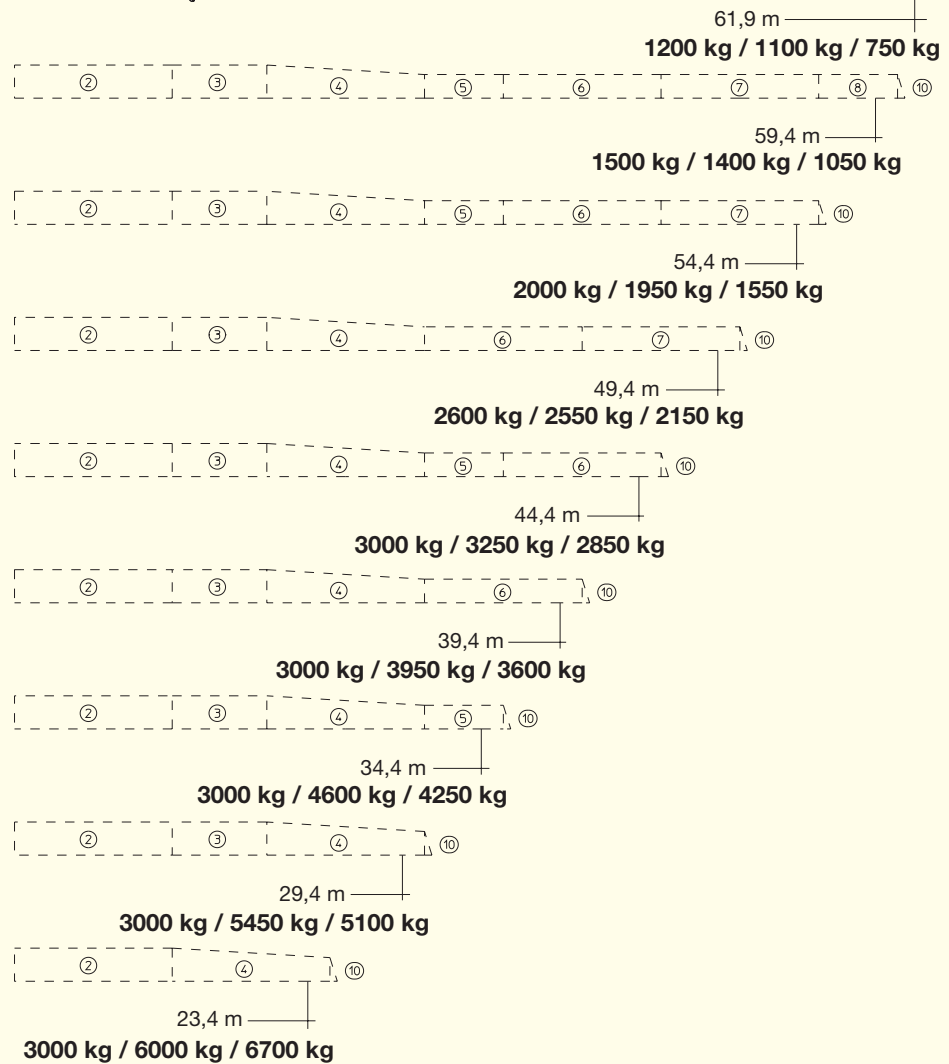 61,9 m
1200 kg / 1100 kg / 750 kg
② ③ ④ ⑤ ⑥ ⑦ ⑧ ⑩
59,4 m
1500 kg / 1400 kg / 1050 kg
② ③ ④ ⑤ ⑥ ⑦ ⑩
54,4 m
2000 kg / 1950 kg / 1550 kg
② ③ ④ ⑥ ⑦ ⑩
49,4 m
2600 kg / 2550 kg / 2150 kg
② ③ ④ ⑤ ⑥ ⑩
44,4 m
3000 kg / 3250 kg / 2850 kg
② ③ ④ ⑥ ⑩
39,4 m
3000 kg / 3950 kg / 3600 kg
② ③ ④ ⑤ ⑩
34,4 m
3000 kg / 4600 kg / 4250 kg
② ③ ④ ⑩
29,4 m
3000 kg / 5450 kg / 5100 kg
② ④ ⑩
23,4 m
3000 kg / 6000 kg / 6700 kg